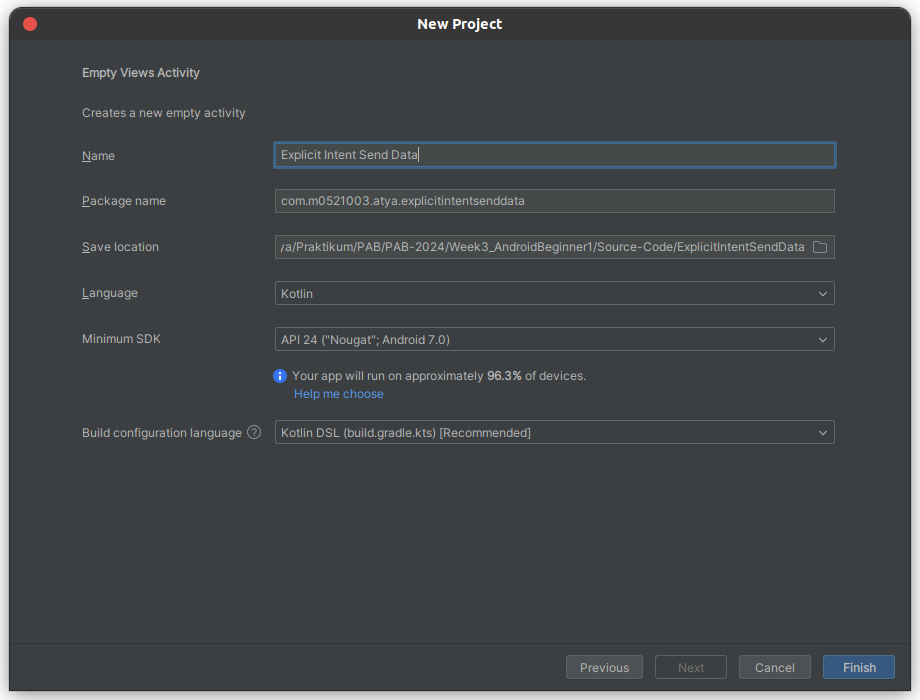 New Project
Empty Views Activity
Creates a new empty activity
Name Explicit Intent Send Data
Package name com.m0521003.atya.explicitintentsenddata
Save location /a/Praktikum/PAB/PAB-2024/Week3_AndroidBeginner1/Source-Code/ExplicitIntentSendData
Language Kotlin
Minimum SDK API 24 ("Nougat"; Android 7.0)
Your app will run on approximately 96.3% of devices.
Help me choose
Build configuration language ? Kotlin DSL (build.gradle.kts) [Recommended]
Previous Next Cancel Finish